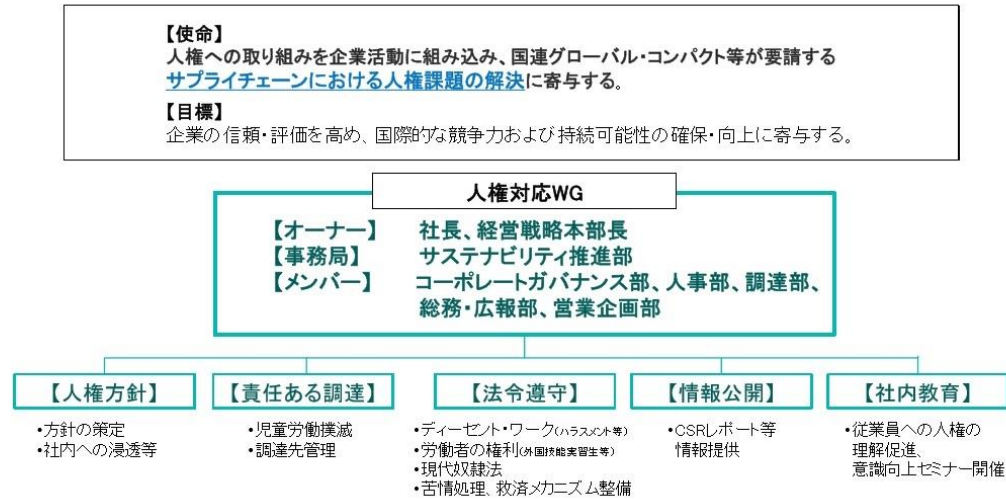 【使命】
人権への取り組みを企業活動に組み込み、国連グローバル・コンパクト等が要請する
サプライチェーンにおける人権課題の解決に寄与する。
【目標】
企業の信頼・評価を高め、国際的な競争力および持続可能性の確保・向上に寄与する。
人権対応WG
【オーナー】 社長、経営戦略本部長
【事務局】 サステナビリティ推進部
【メンバー】 コーポレートガバナンス部、人事部、調達部、
総務・広報部、営業企画部
【人権方針】
・方針の策定
・社内への浸透等
【責任ある調達】
・児童労働撲滅
・調達先管理
【法令遵守】
・ディーセント・ワーク(ハラスメント等)
・労働者の権利(外国技能実習生等)
・現代奴隷法
・苦情処理、救済メカニズム整備
【情報公開】
・CSRレポート等
情報提供
【社内教育】
・従業員への人権の
理解促進、
意識向上セミナー開催